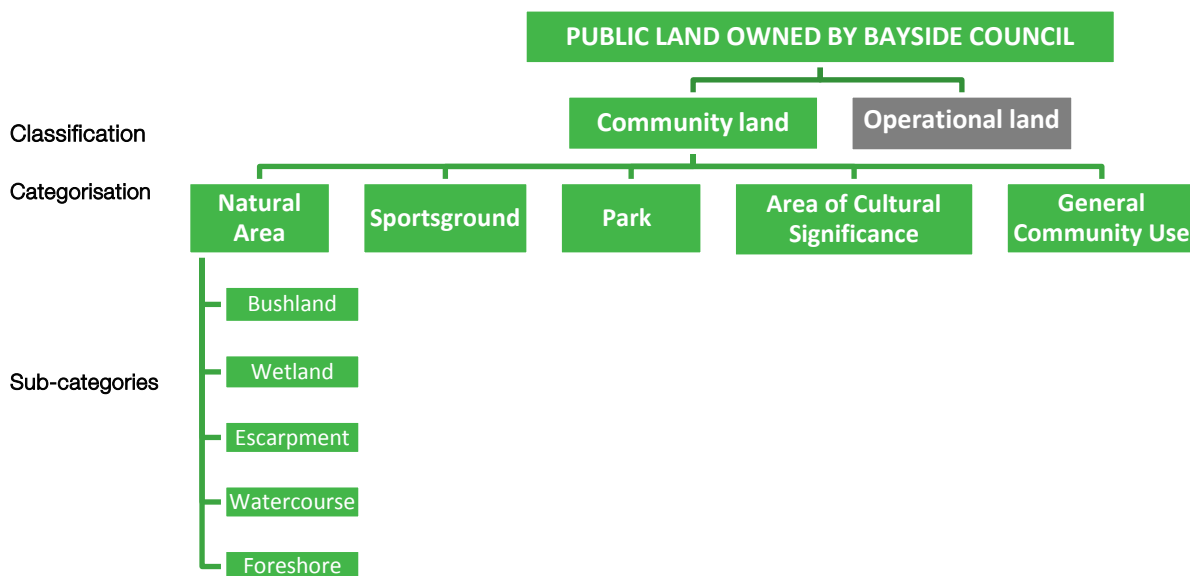 PUBLIC LAND OWNED BY BAYSIDE COUNCIL
Classification
Community land
Operational land
Categorisation
Natural
Area
Sportsground
Park
Area of Cultural
Significance
General
Community Use
Sub-categories
Bushland
Wetland
Escarpment
Watercourse
Foreshore